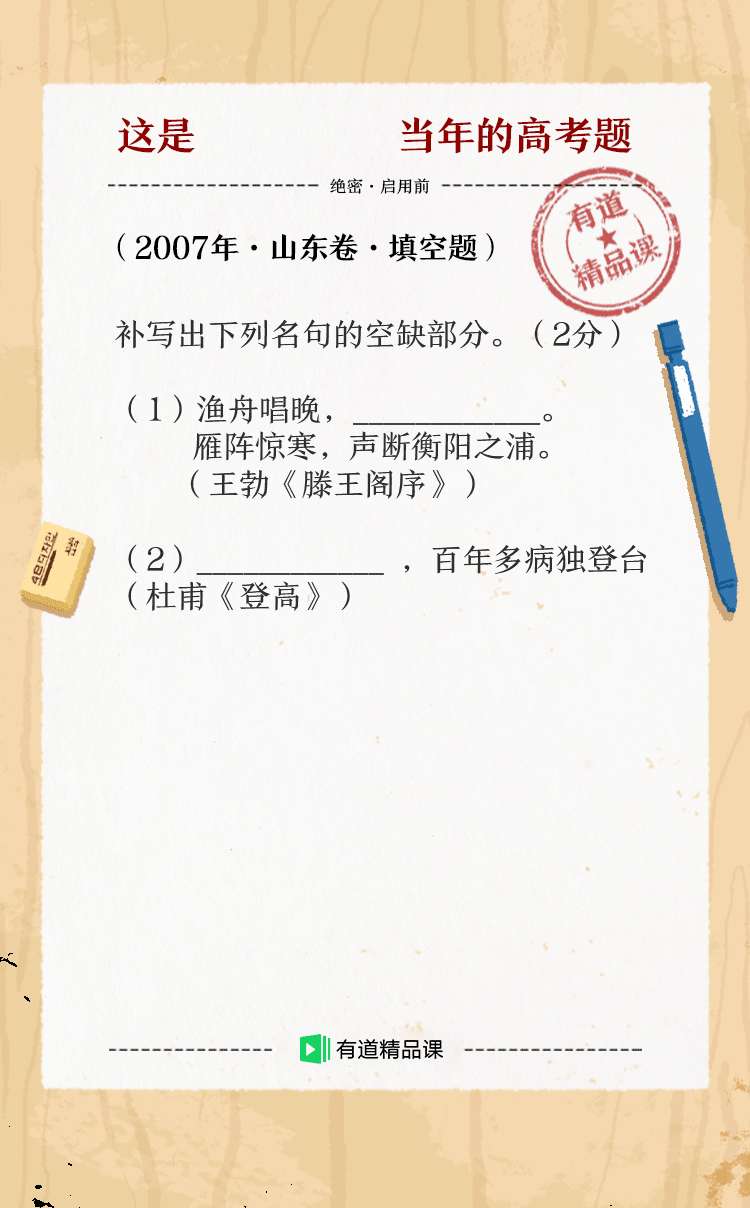 这是 当年的高考题
绝密·启用前
有道
精品课
（2007年·山东卷·填空题）
补写出下列名句的空缺部分。（2分）
（1）渔舟唱晚，____________。
雁阵惊寒，声断衡阳之浦。
（王勃《滕王阁序》）
（2）____________ ，百年多病独登台
（杜甫《登高》）
有道精品课